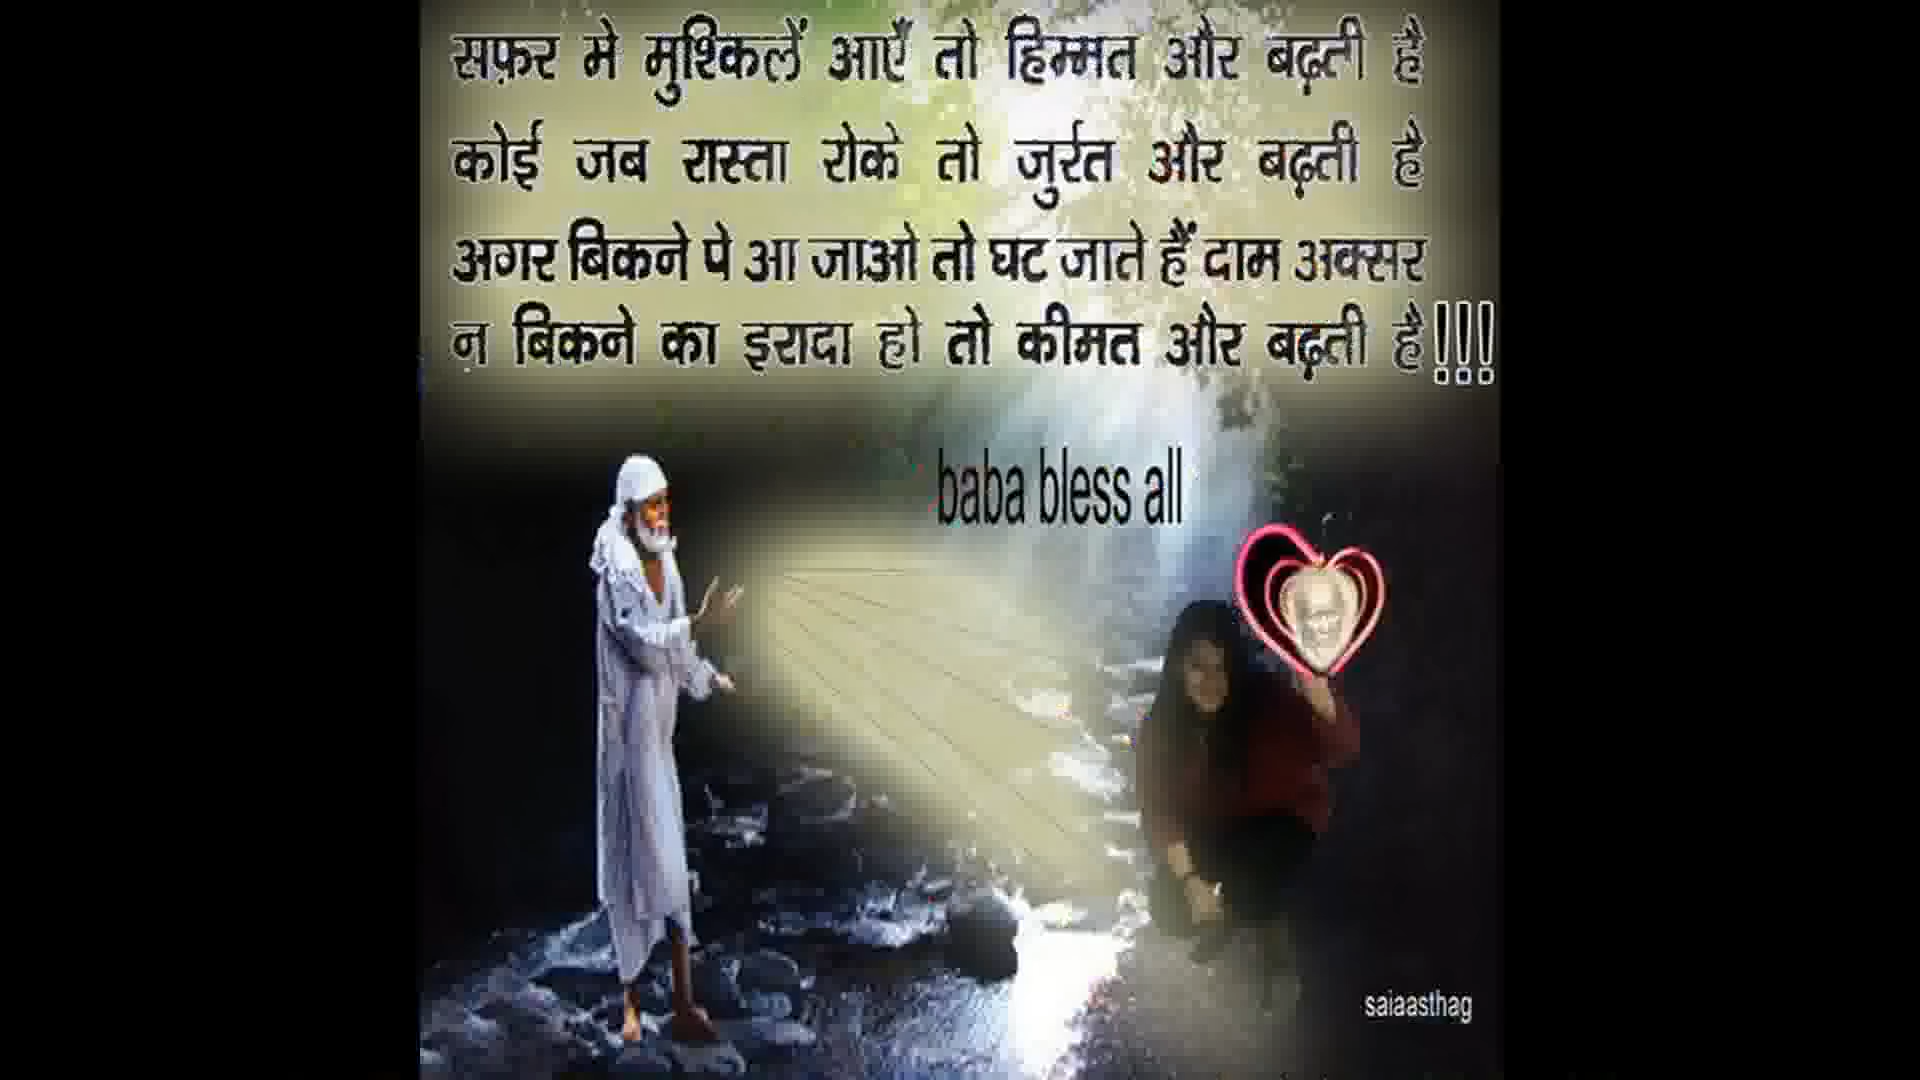 सफ़र मे मुश्किलें आएँ तो हिम्मत और बढ़ती है
कोई जब रास्ता रोके तो जुर्रत और बढ़ती है
अगर बिकने पे आ जाओ तो घट जाते हैं दाम अक्सर
न बिकने का इरादा हो तो कीमत और बढ़ती है!!!
baba bless all
saiaasthag